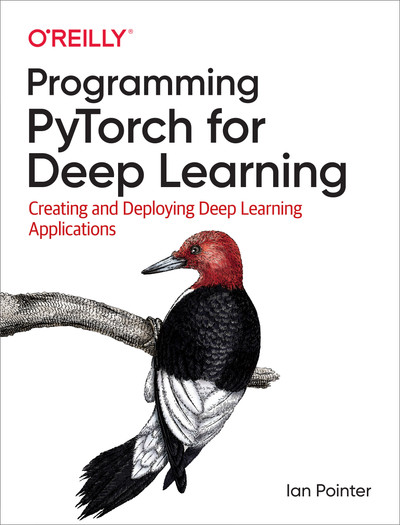 O'REILLY®
Programming
PyTorch for
Deep Learning
Creating and Deploying Deep Learning
Applications
Ian Pointer